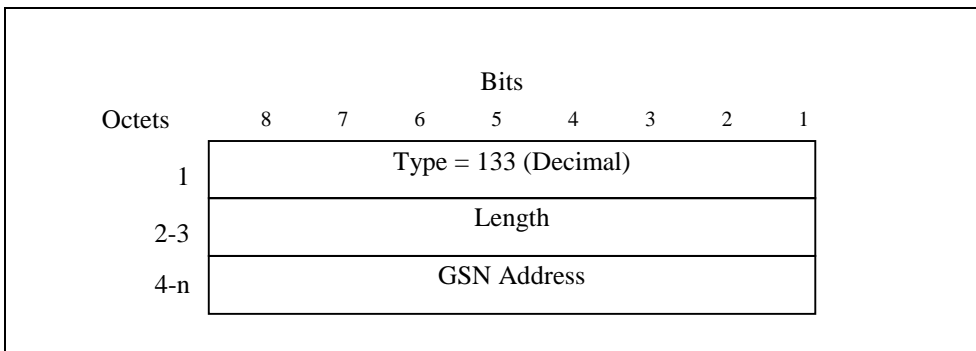 Bits
Octets 8 7 6 5 4 3 2 1
1 Type = 133 (Decimal)
2-3 Length
4-n GSN Address